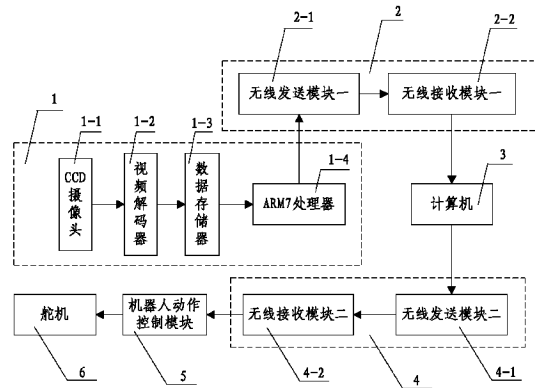 2-1
2
2-2
无线发送模块一
无线接收模块一
1
1-1
1-2
1-3
1-4
3
CCD
摄像头
视频解码器
数据存储器
ARM7处理器
计算机
舵机
机器人动作
控制模块
无线接收模块二
无线发送模块二
6
5
4-2
4
4-1